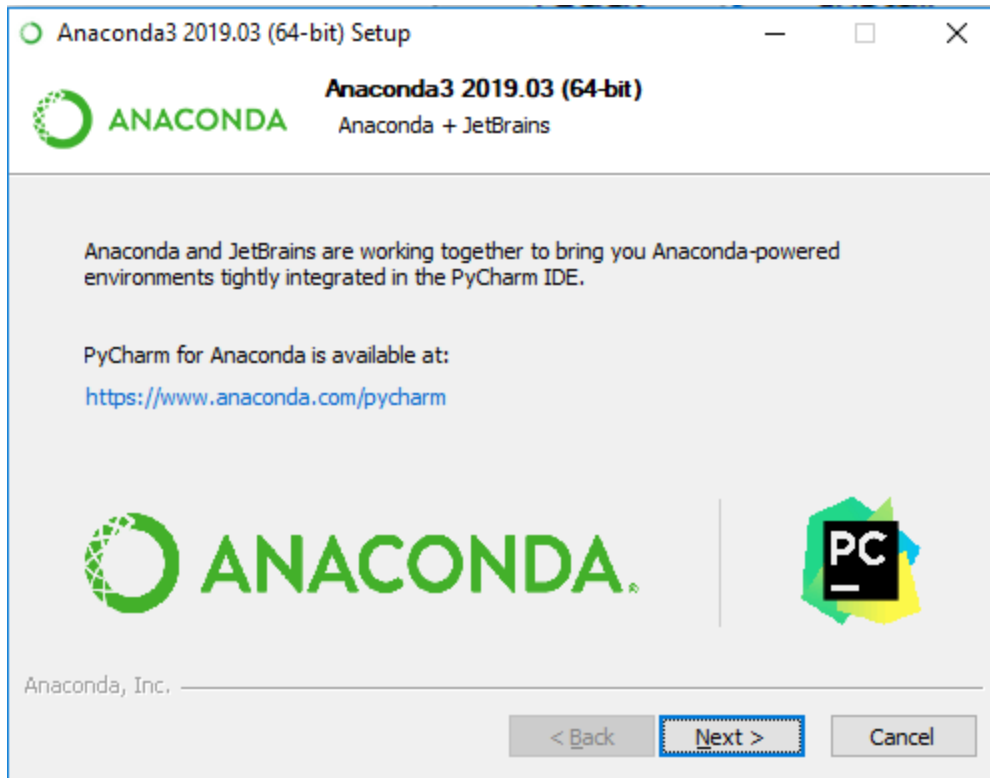 Anaconda3 2019.03 (64-bit) Setup
Anaconda3 2019.03 (64-bit)
ANACONDA
Anaconda + JetBrains
Anaconda and JetBrains are working together to bring you Anaconda-powered
environments tightly integrated in the PyCharm IDE.
PyCharm for Anaconda is available at:
https://www.anaconda.com/pycharm
ANACONDA®
PC
Anaconda, Inc.
< Back Next > Cancel